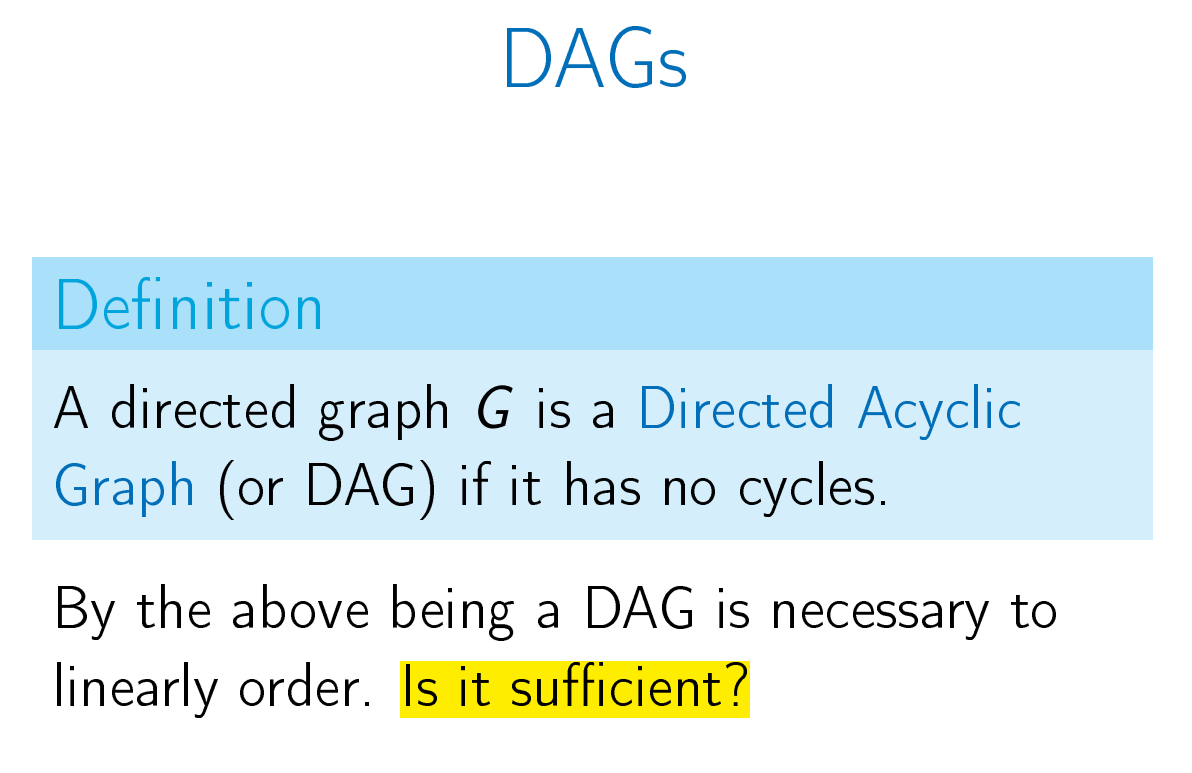 DAGs
Definition
A directed graph G is a Directed Acyclic
Graph (or DAG) if it has no cycles.
By the above being a DAG is necessary to
linearly order. Is it sufficient?